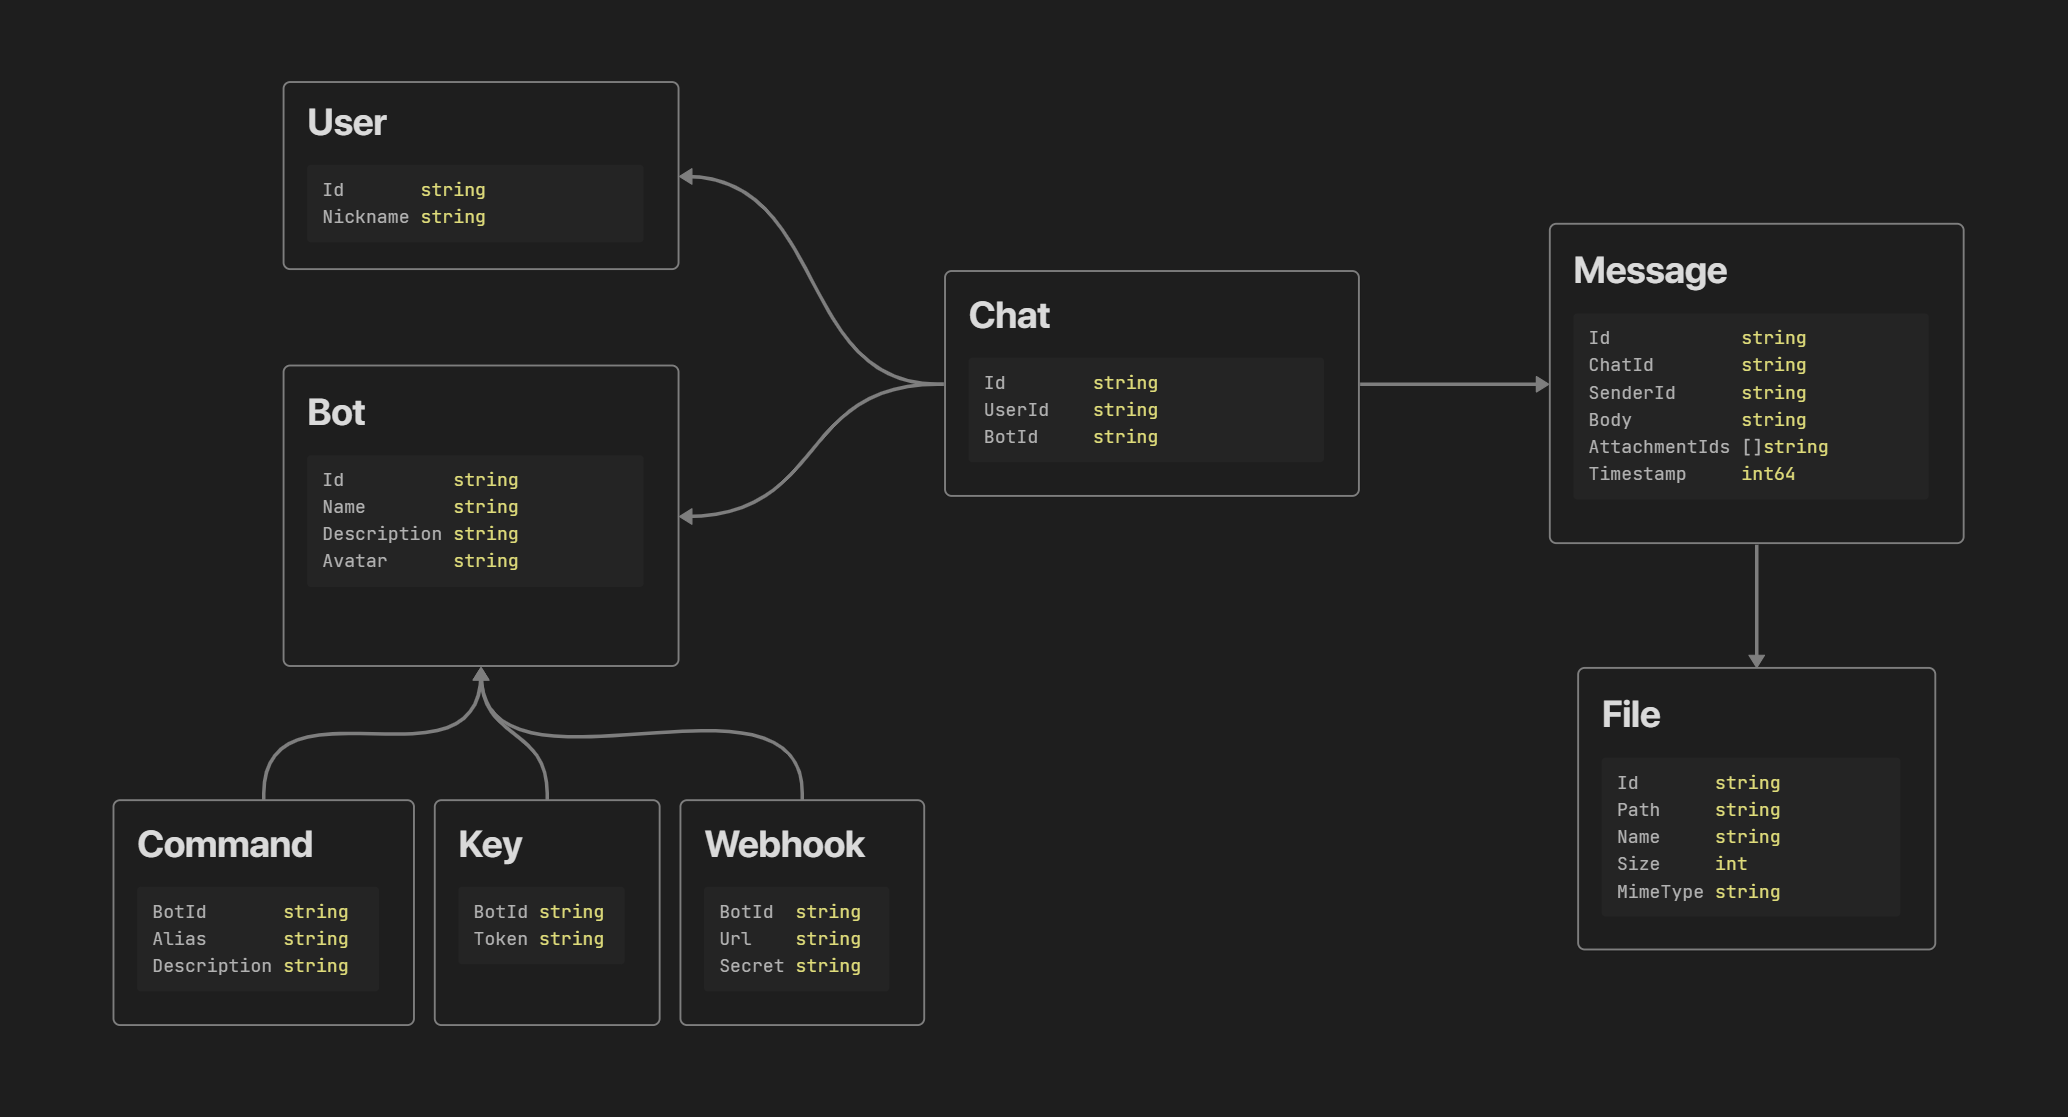 User
Id string
Nickname string
Bot
Id string
Name string
Description string
Avatar string
Chat
Id string
UserId string
BotId string
Message
Id string
ChatId string
SenderId string
Body string
AttachmentIds []string
Timestamp int64
Command
BotId string
Alias string
Description string
Key
BotId string
Token string
Webhook
BotId string
Url string
Secret string
File
Id string
Path string
Name string
Size int
MimeType string